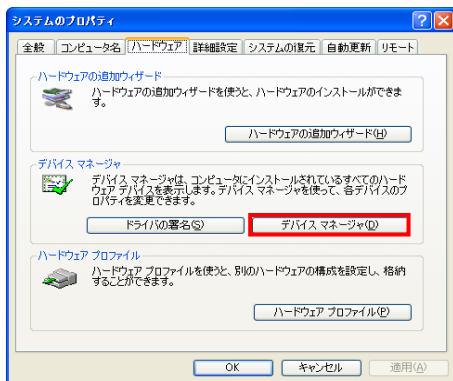 システムのプロパティ
全般 コンピュータ名 ハードウェア 詳細設定 システムの復元 自動更新 リモート
ハードウェアの追加ウィザード
ハードウェアの追加ウィザードを使うと、ハードウェアのインストールができま
す。
ハードウェアの追加ウィザード(H)
デバイス マネージャ
デバイス マネージャは、コンピュータにインストールされているすべてのハード
ウェア デバイスを表示します。デバイス マネージャを使って、各デバイスのプ
ロパティを変更できます。
ドライバの署名(S) デバイス マネージャ(D)
ハードウェア プロファイル
ハードウェア プロファイルを使うと、別のハードウェアの構成を設定し、格納
することができます。
ハードウェア プロファイル(P)
OK キャンセル 適用(A)